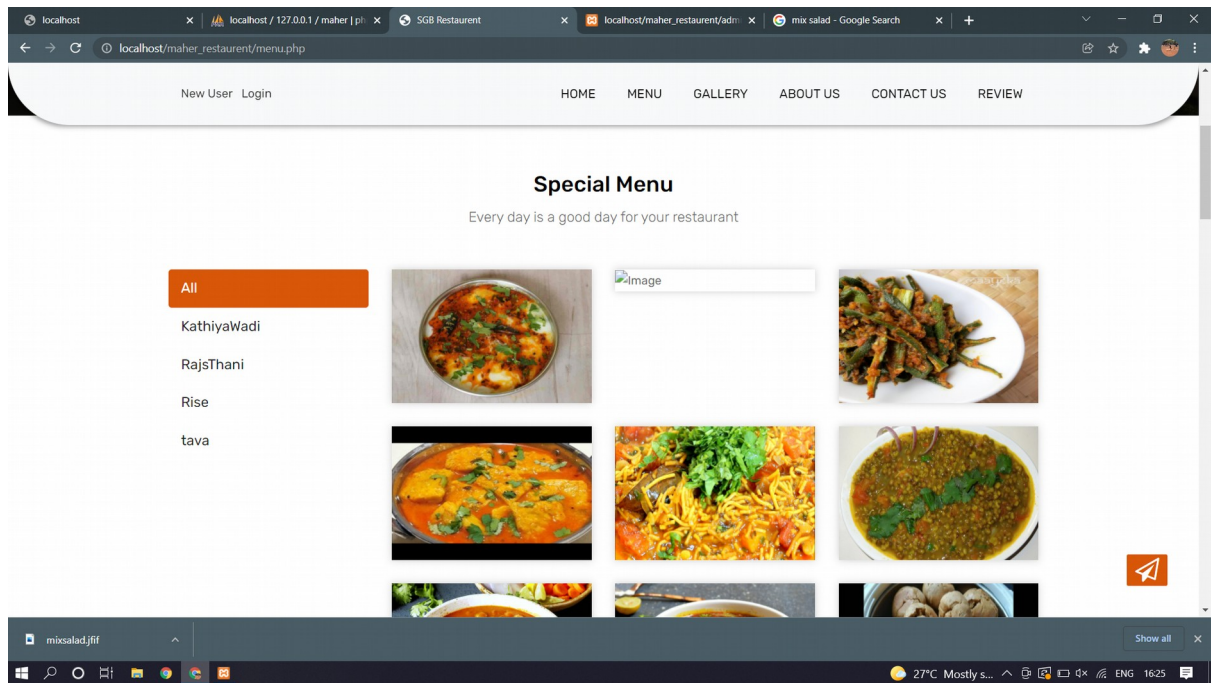 localhost
localhost / 127.0.0.1 / maher | ph
SGB Restaurent
localhost/maher_restaurent/adm
mix salad - Google Search
localhost/maher_restaurent/menu.php
New User Login
HOME MENU GALLERY ABOUT US CONTACT US REVIEW
Special Menu
Every day is a good day for your restaurant
All
KathiyaWadi
RajsThani
Rise
tava
Image
mixsalad.jfif
Show all
27°C Mostly s... ENG 16:25